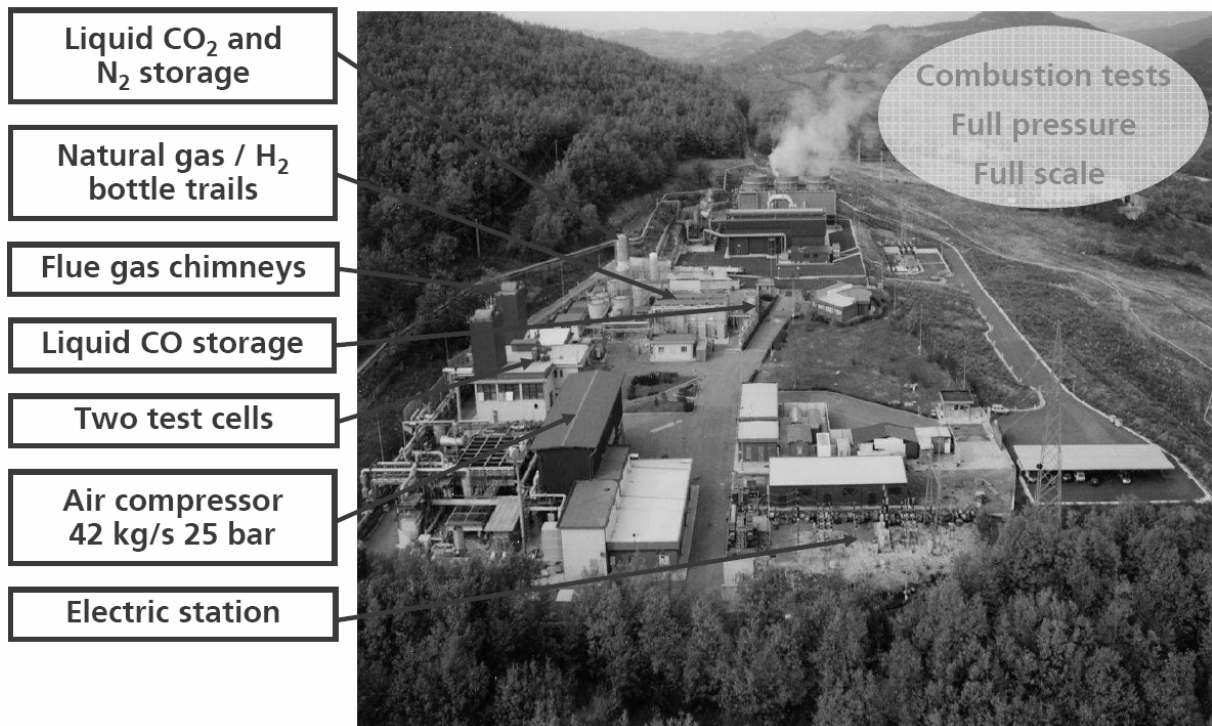 Liquid CO₂ and
N₂ storage
Natural gas / H₂
bottle trails
Flue gas chimneys
Liquid CO storage
Two test cells
Air compressor
42 kg/s 25 bar
Electric station
Combustion tests
Full pressure
Full scale